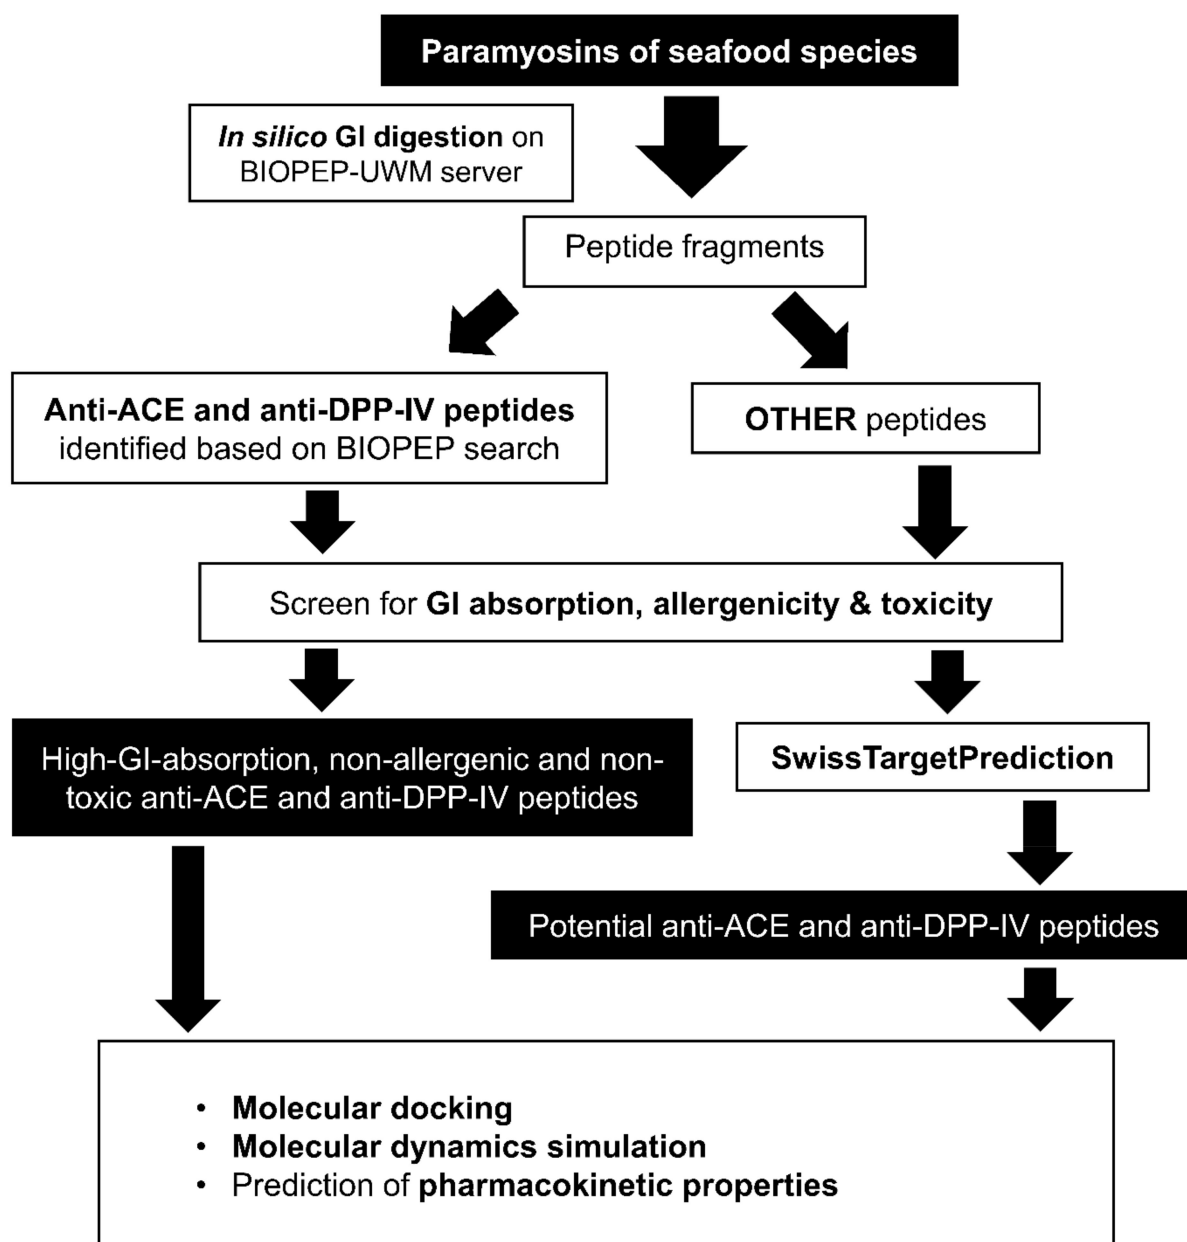 Paramyosins of seafood species
In silico GI digestion on
BIOPEP-UWM server
Peptide fragments
Anti-ACE and anti-DPP-IV peptides
identified based on BIOPEP search
OTHER peptides
Screen for GI absorption, allergenicity & toxicity
High-GI-absorption, non-allergenic and non-
toxic anti-ACE and anti-DPP-IV peptides
SwissTargetPrediction
Potential anti-ACE and anti-DPP-IV peptides
• Molecular docking
• Molecular dynamics simulation
• Prediction of pharmacokinetic properties